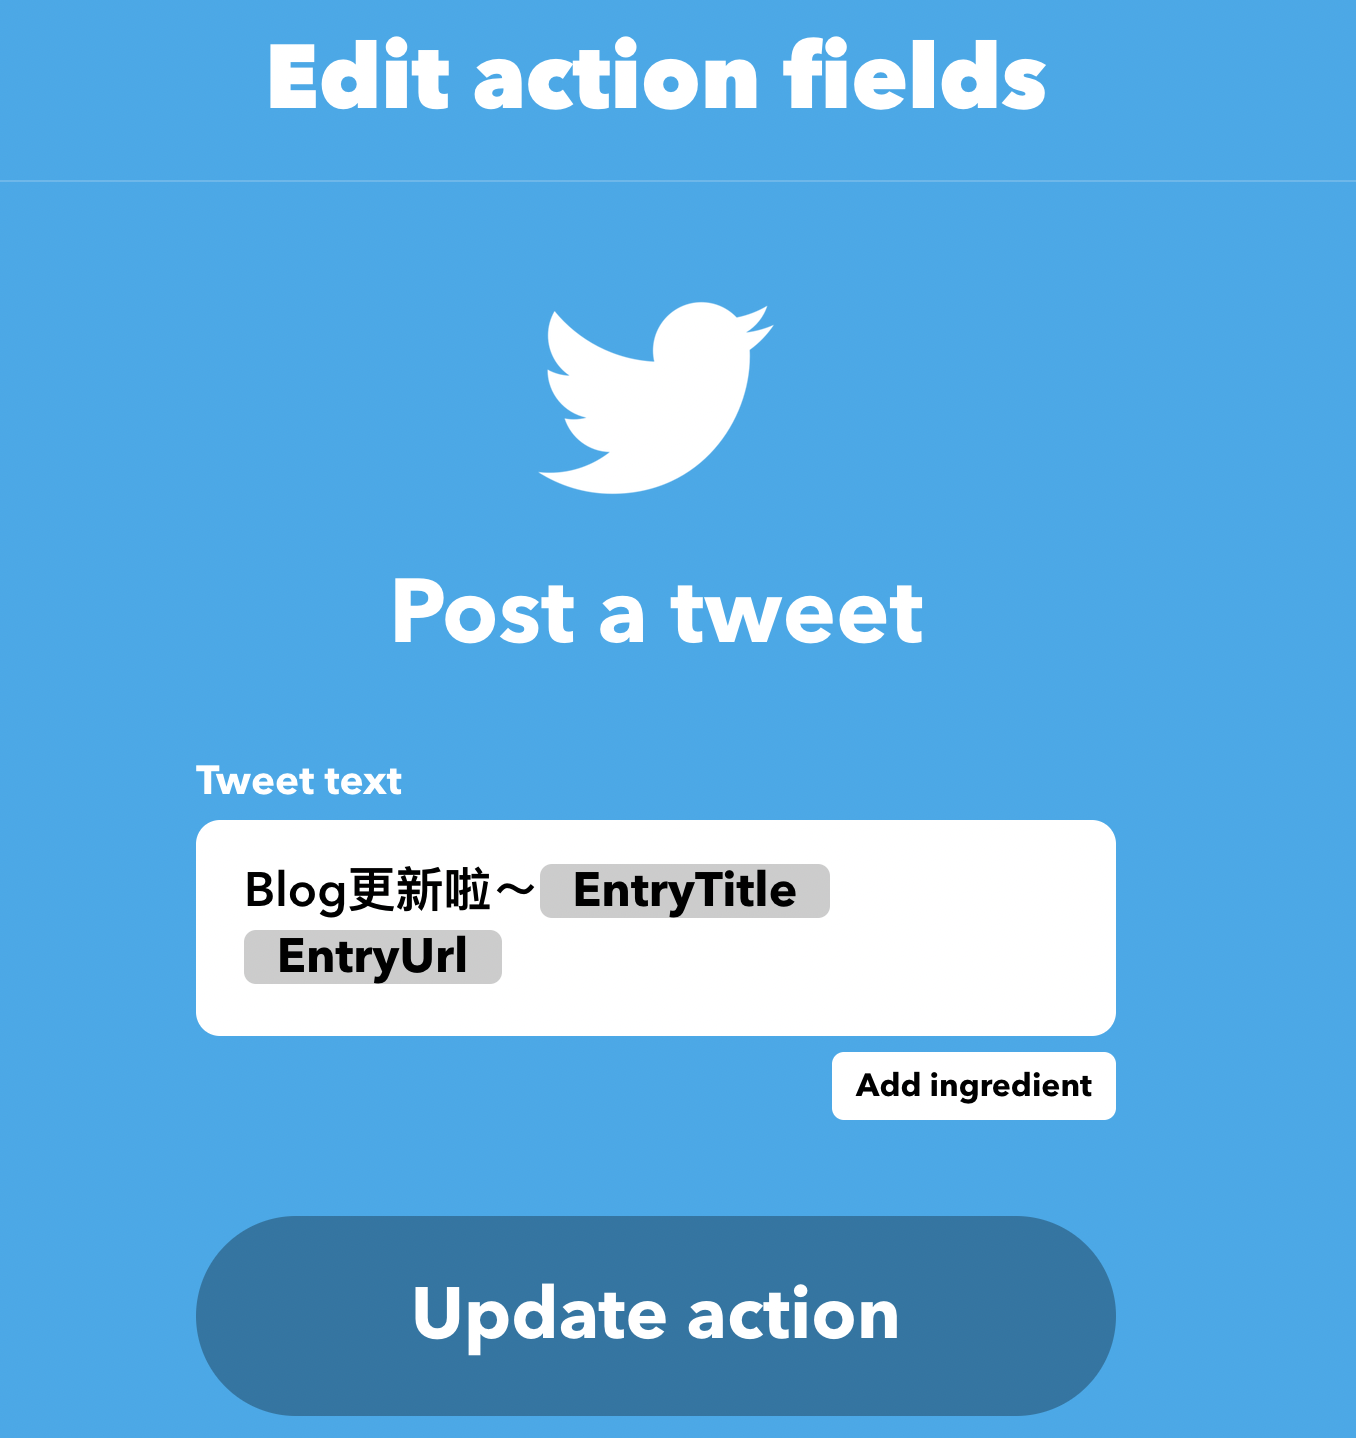 Edit action fields
Post a tweet
Tweet text
Blog更新啦～ EntryTitle
EntryUrl
Add ingredient
Update action